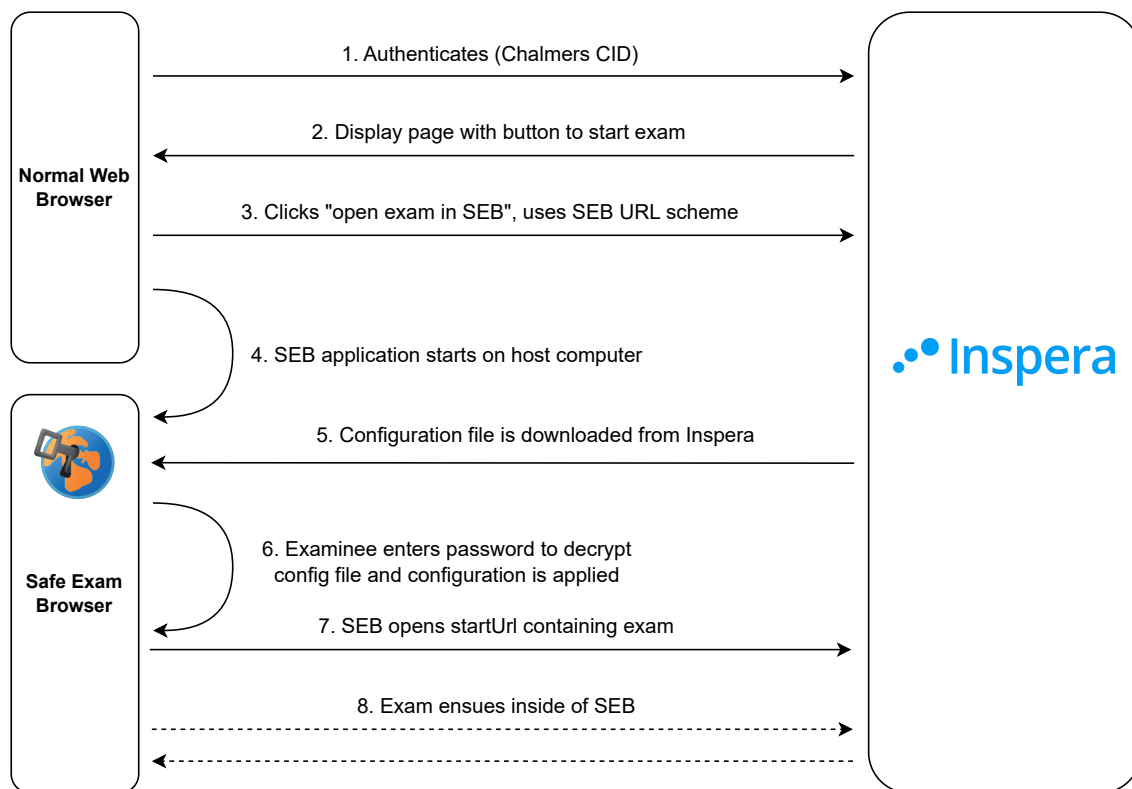 1. Authenticates (Chalmers CID)
2. Display page with button to start exam
Normal Web
Browser
3. Clicks "open exam in SEB", uses SEB URL scheme
4. SEB application starts on host computer
Inspera
5. Configuration file is downloaded from Inspera
6. Examinee enters password to decrypt
config file and configuration is applied
Safe Exam
Browser
7. SEB opens startUrl containing exam
8. Exam ensues inside of SEB